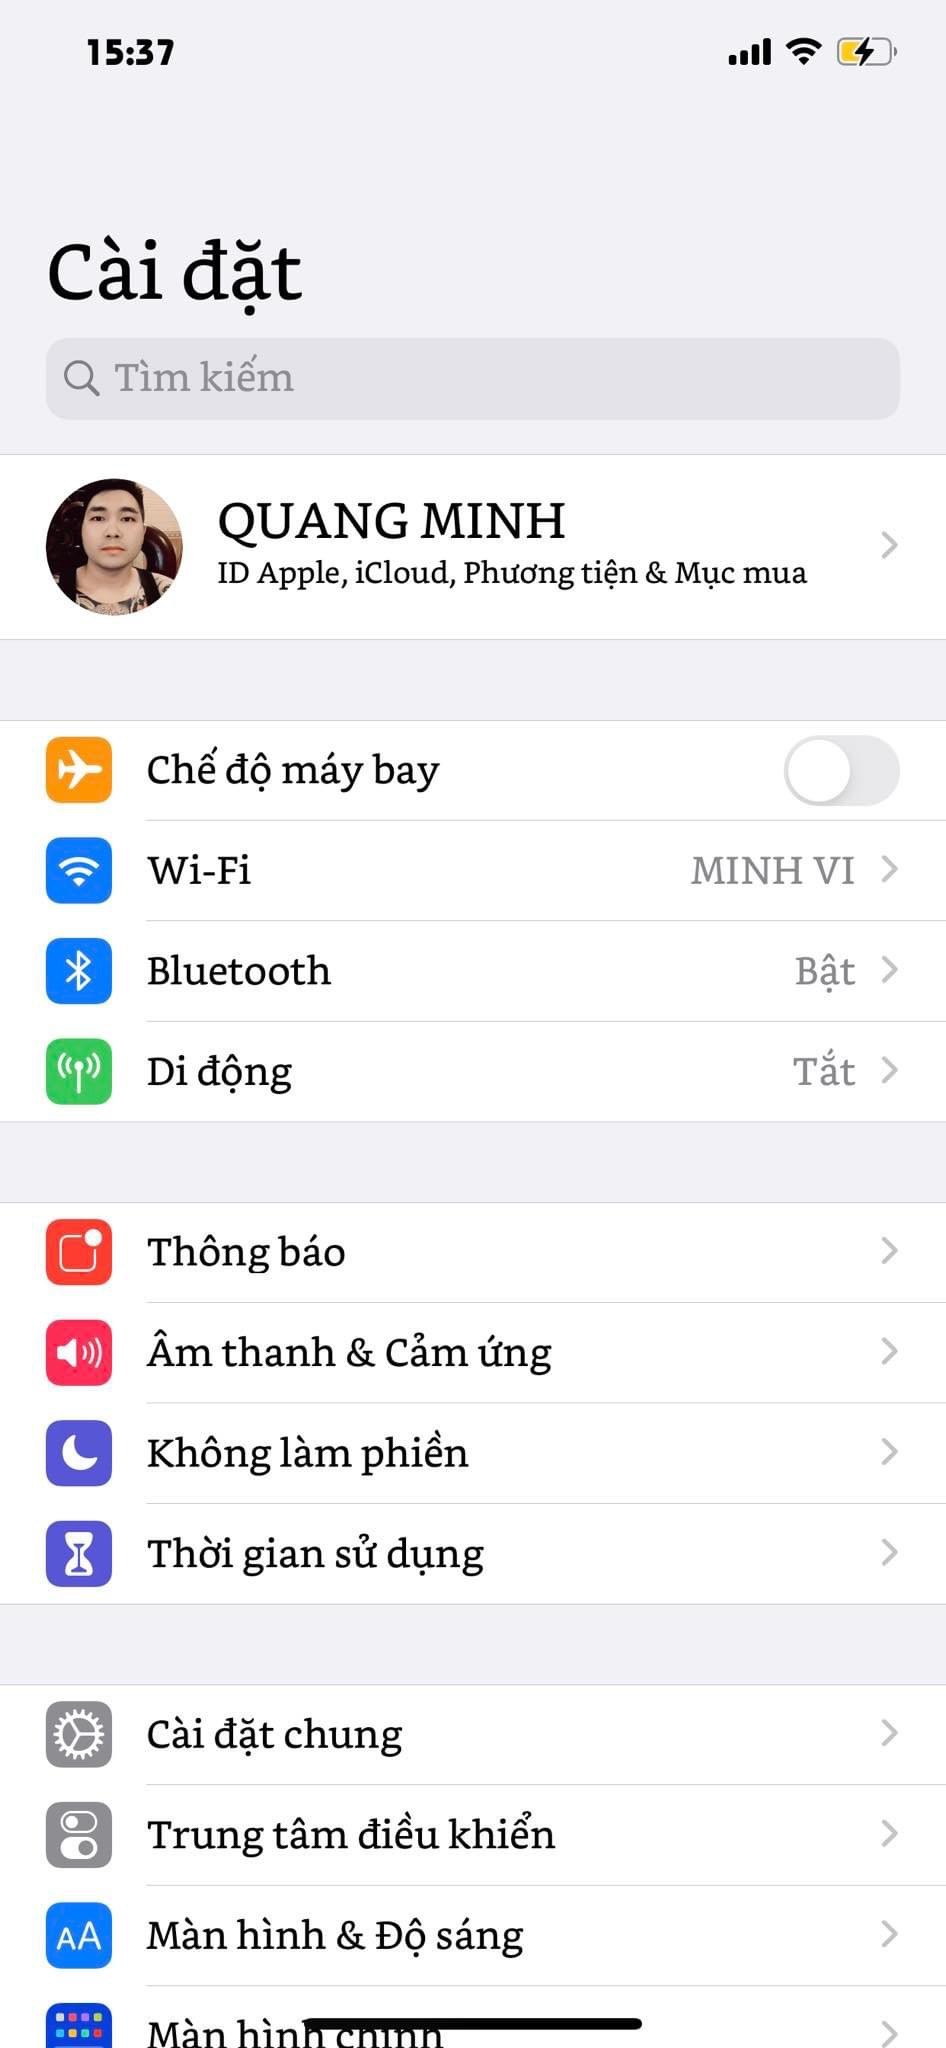 15:37
Cài đặt
Tìm kiếm
QUANG MINH
ID Apple, iCloud, Phương tiện & Mục mua
Chế độ máy bay
Wi-Fi MINH VI
Bluetooth Bật
Di động Tắt
Thông báo
Âm thanh & Cảm ứng
Không làm phiền
Thời gian sử dụng
Cài đặt chung
Trung tâm điều khiển
AA Màn hình & Độ sáng
Màn hình chính